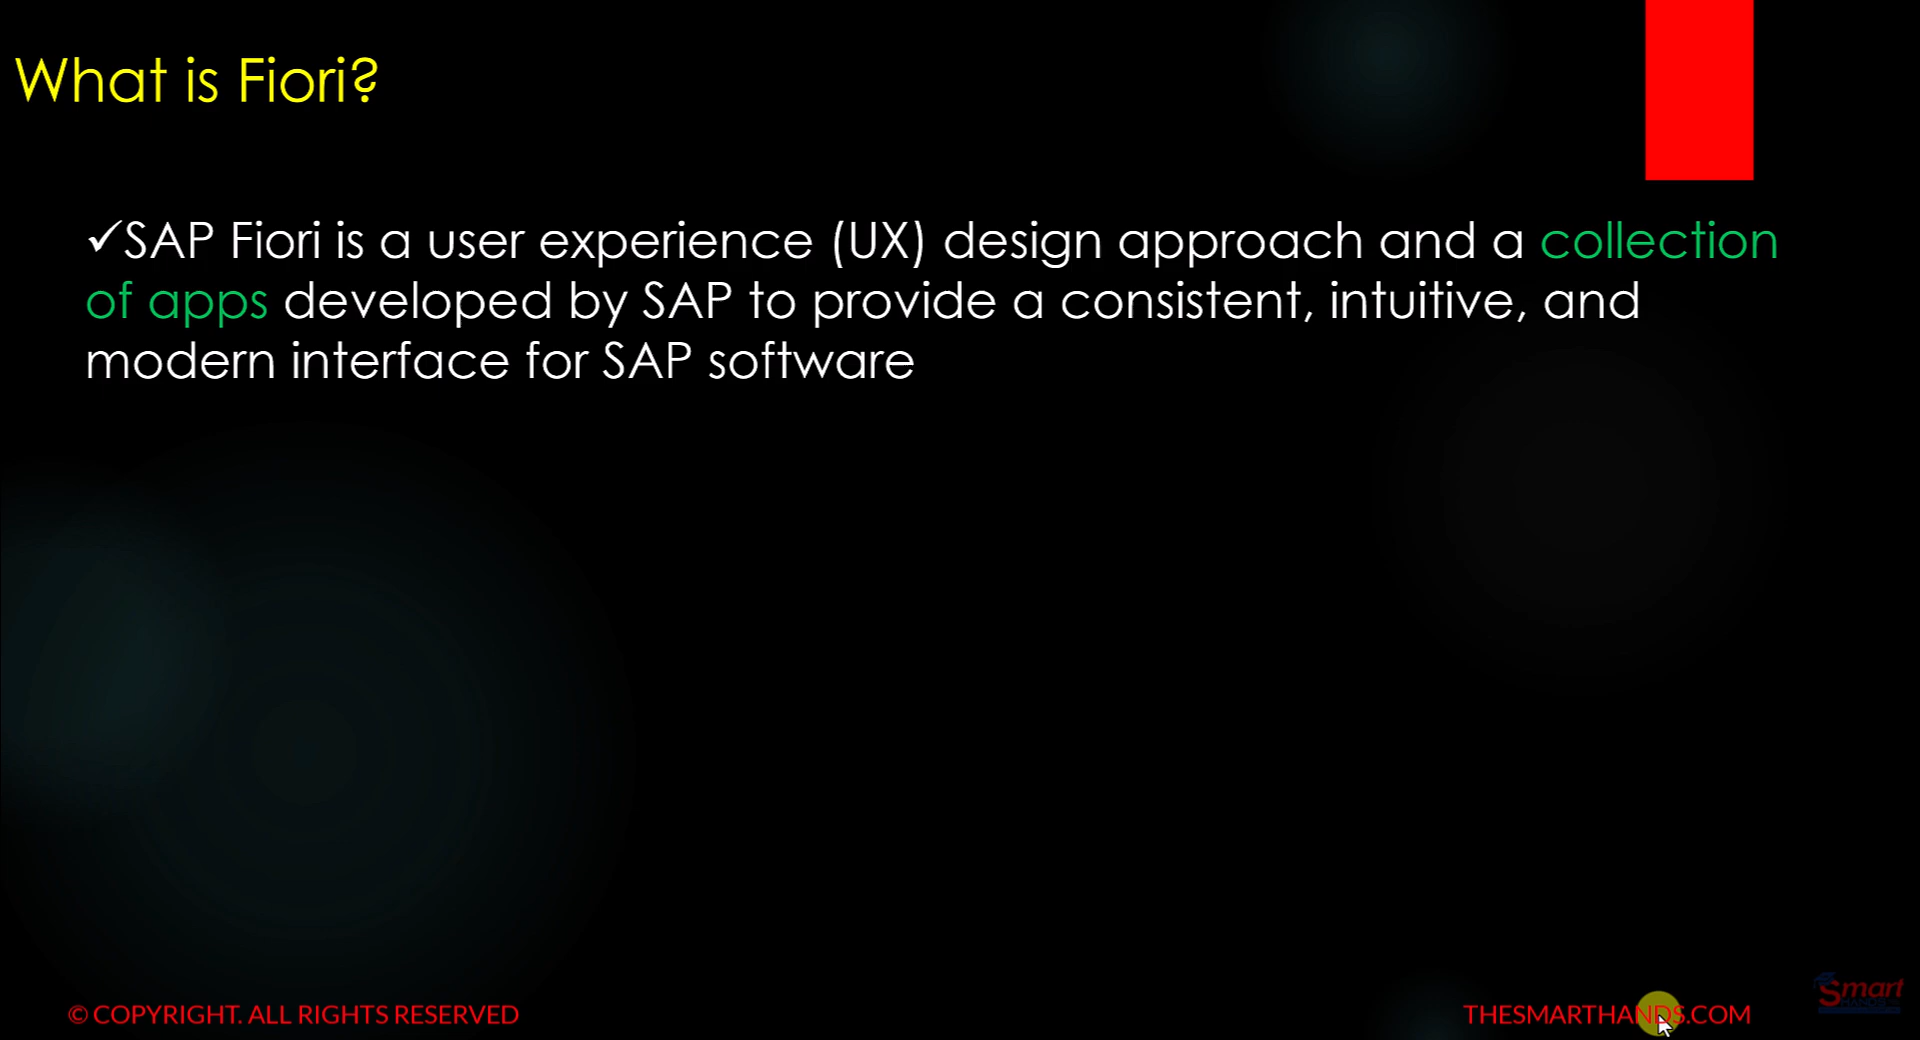 What is Fiori?
✓SAP Fiori is a user experience (UX) design approach and a collection
of apps developed by SAP to provide a consistent, intuitive, and
modern interface for SAP software
© COPYRIGHT. ALL RIGHTS RESERVED
THESMARTHANDS.COM
Smart
HANDS